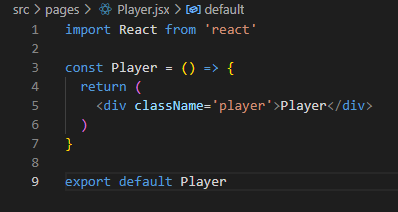 src > pages > Player.jsx > default
1 import React from 'react'
2
3 const Player = () => {
4   return (
5     <div className='player'>Player</div>
6   )
7 }
8
9 export default Player